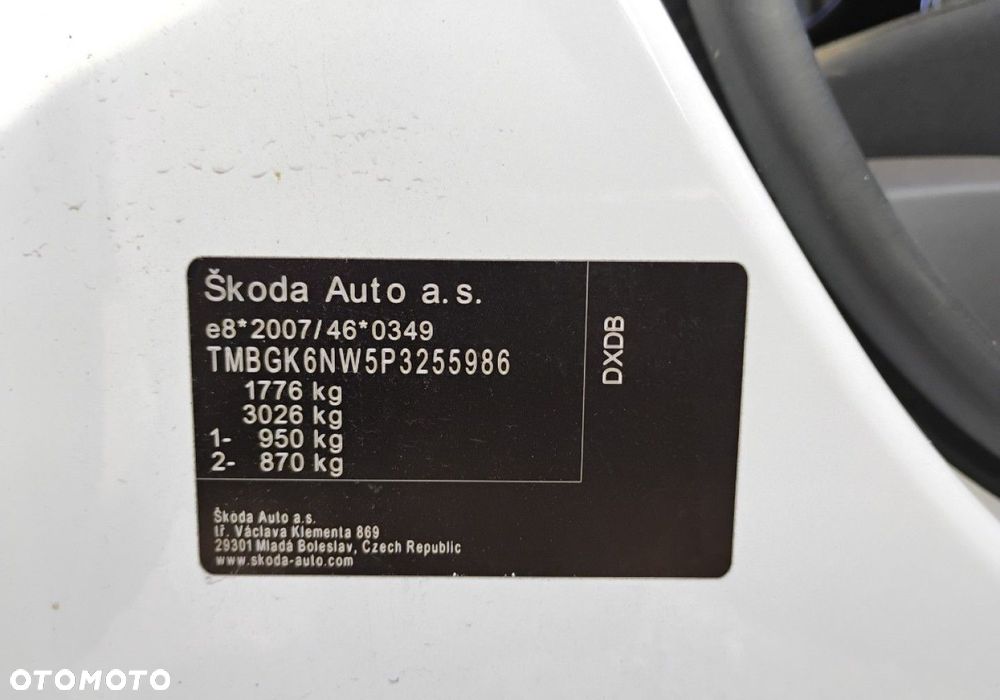 Škoda Auto a.s.
e8*2007/46*0349
TMBGK6NW5P3255986
1776 kg
3026 kg
1- 950 kg
2- 870 kg
DXDB
Škoda Auto a.s.
tř. Václava Klementa 869
29301 Mladá Boleslav, Czech Republic
www.skoda-auto.com
OTOMOTO